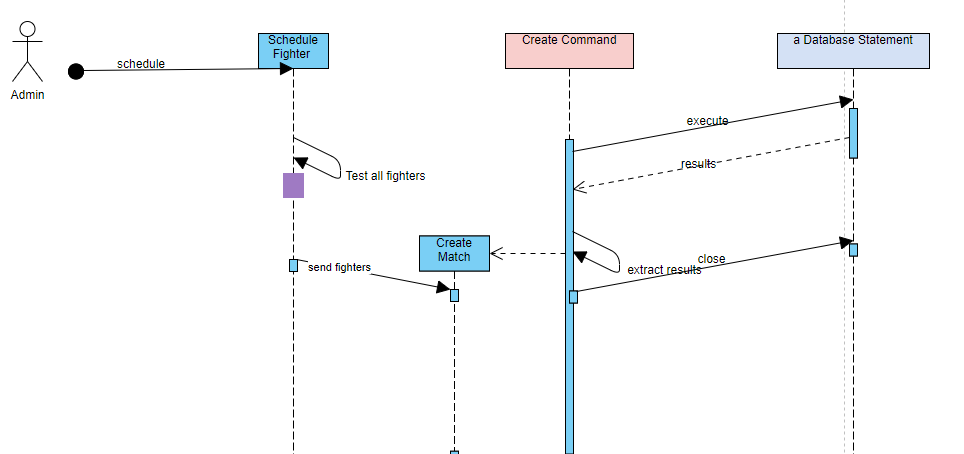 Schedule
Fighter
Create Command
a Database Statement
schedule
Admin
execute
results
Test all fighters
Create
Match
send fighters
extract results
close